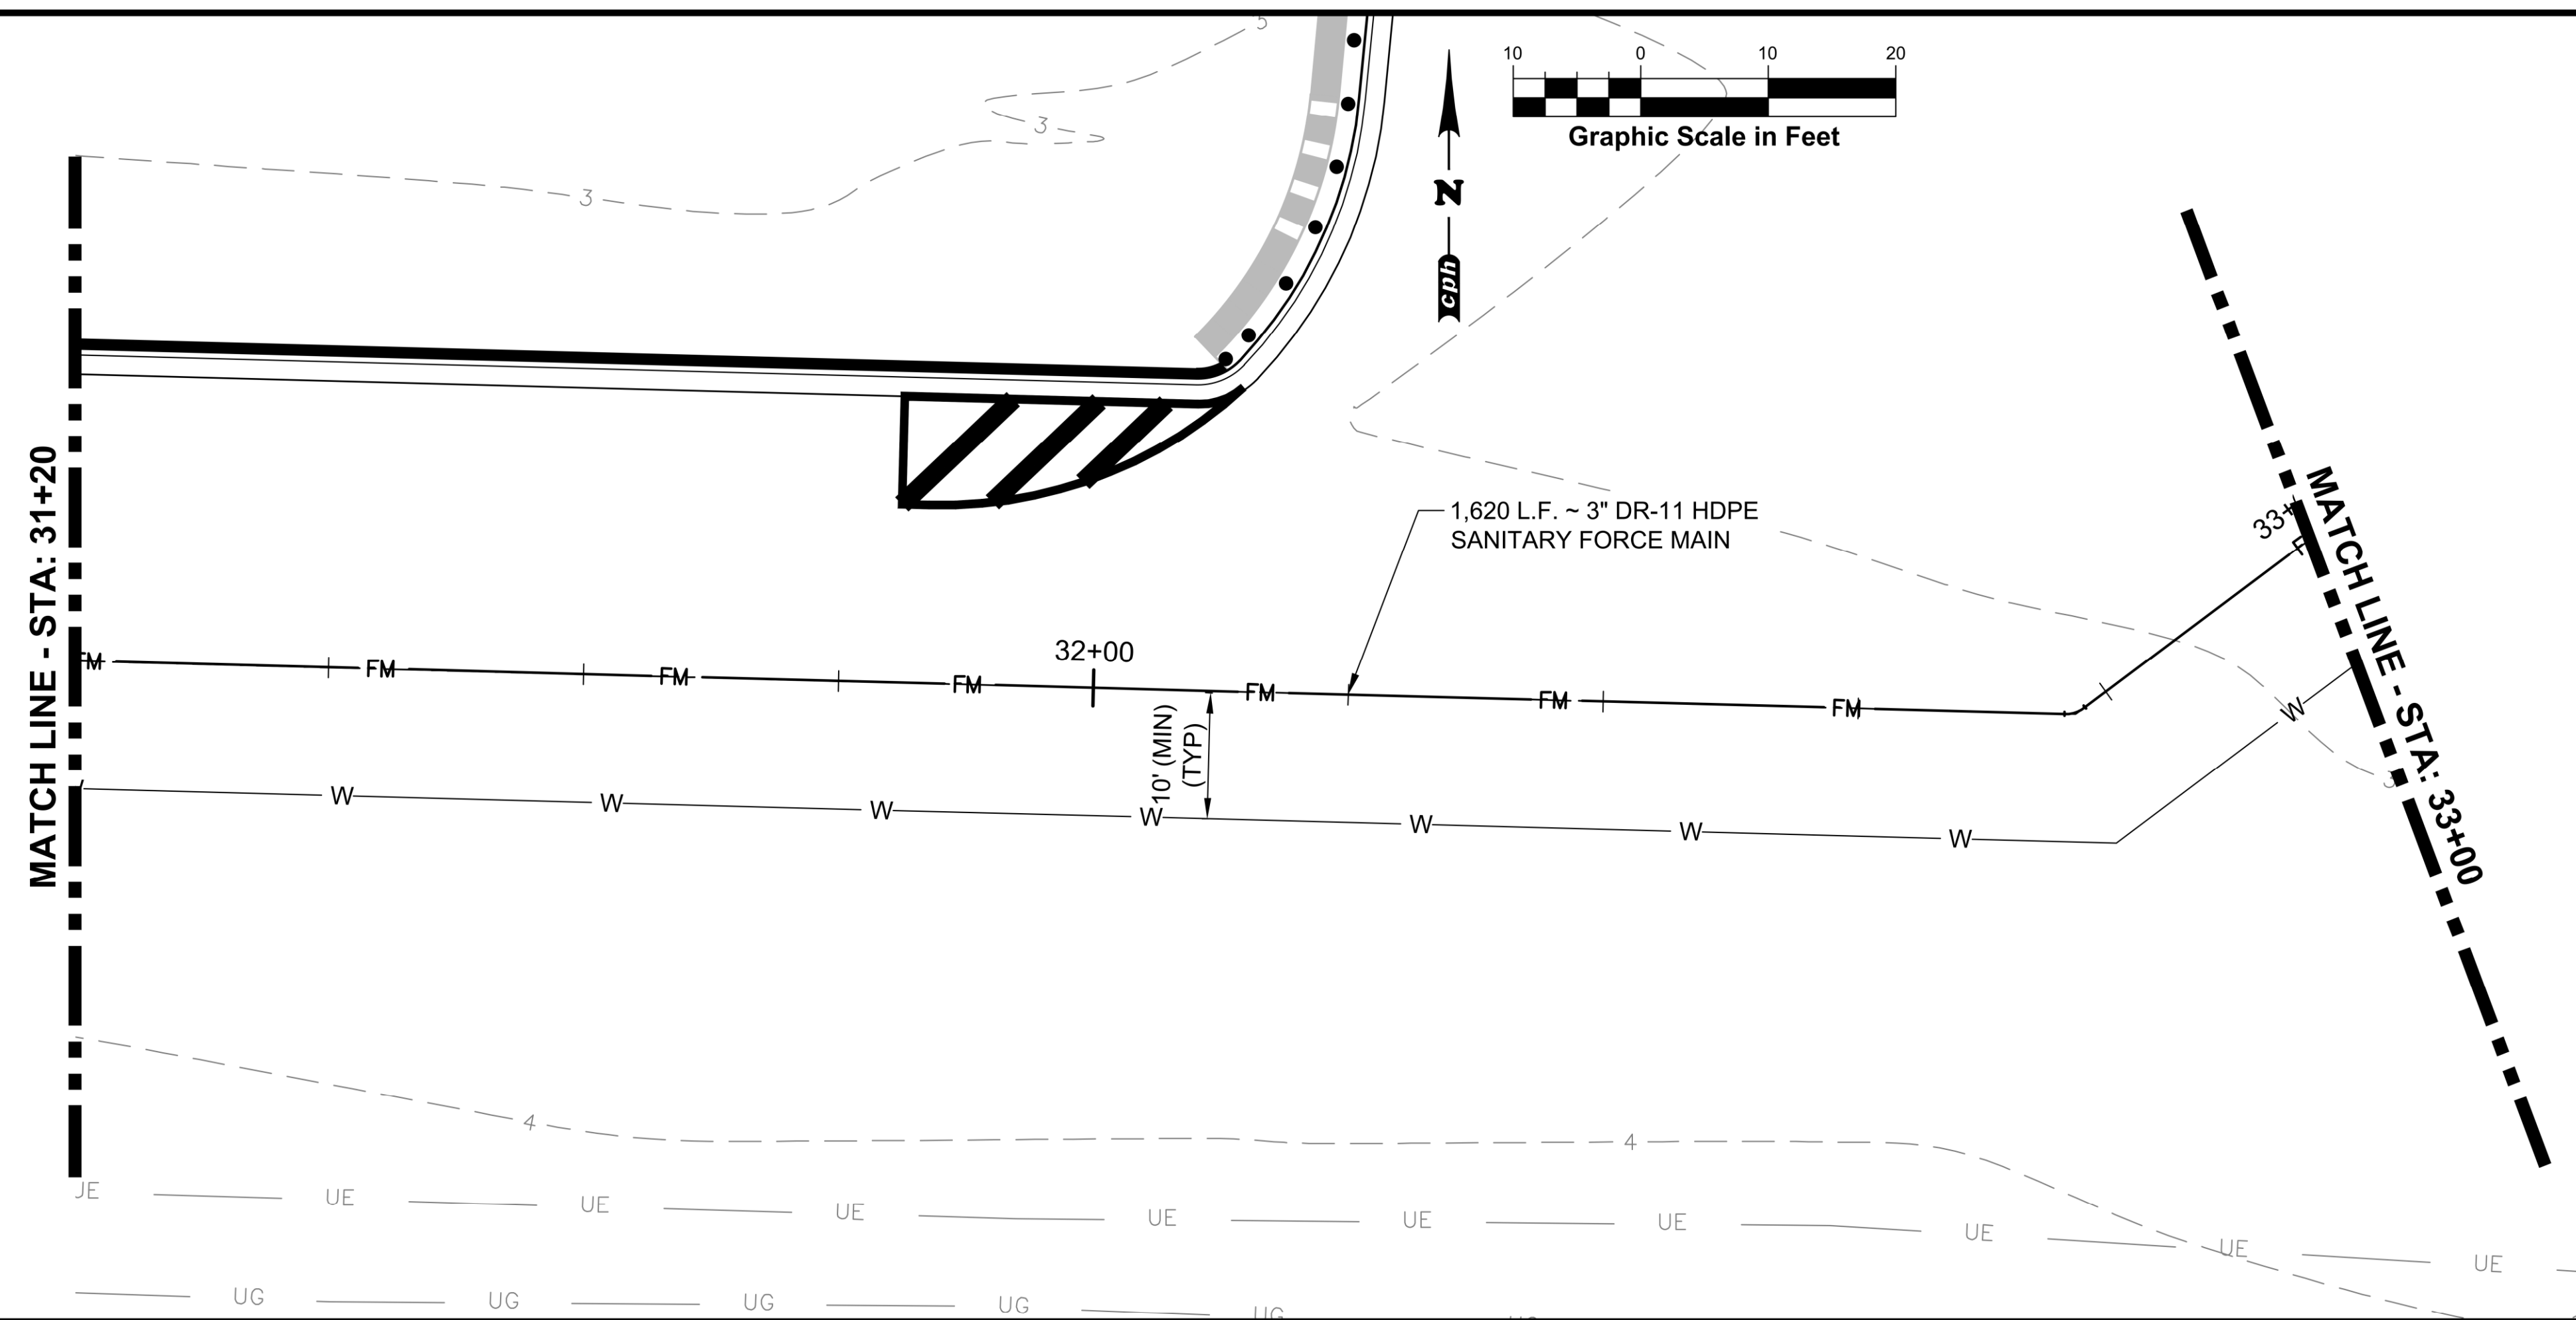 5
10 0 10 20
Graphic Scale in Feet
3
3
N
cph
MATCH LINE - STA: 31+20
1,620 L.F. ~ 3" DR-11 HDPE
SANITARY FORCE MAIN
33+
MATCH LINE - STA: 33+00
32+00
FM FM FM FM FM FM FM
10' (MIN)
(TYP)
W
W W W W W W W
3
4 4
UE UE UE UE UE UE UE UE UE
UG UG UG UG UG